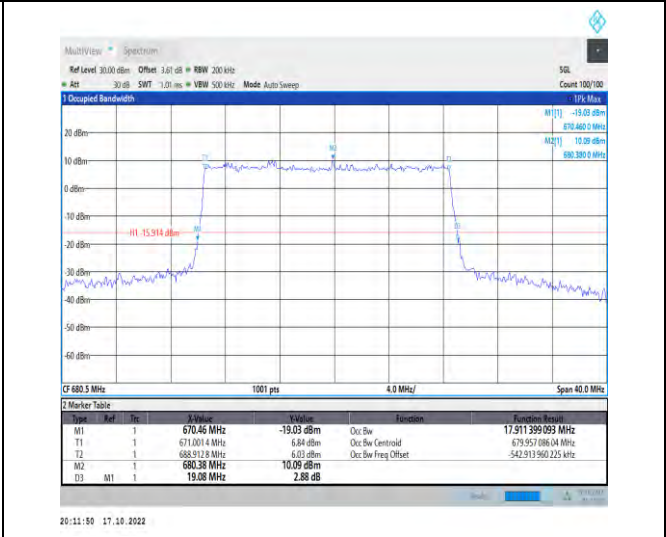 MultiView Spectrum
Ref Level 30.00 dBm Offset 3.61 dB RBW 200 kHz SGL
Att 30 dB SWT 1.01 ms VBW 500 kHz Mode Auto Sweep Count 100/100
1 Occupied Bandwidth 1Pk Max
M1[1] -19.03 dBm
670.460 0 MHz
20 dBm
M2[1] 10.09 dBm
680.380 0 MHz
M2
T1
10 dBm
0 dBm
-10 dBm
H1 -15.914 dBm
-20 dBm
-30 dBm
-40 dBm
-50 dBm
-60 dBm
CF 680.5 MHz 1001 pts 4.0 MHz/ Span 40.0 MHz
2 Marker Table
Type Ref Trc X-Value Y-Value Function Function Result
M1 1 670.46 MHz -19.03 dBm Occ Bw 17.911 399 093 MHz
T1 1 671.001 4 MHz 6.84 dBm Occ Bw Centroid 679.957 086 04 MHz
T2 1 688.912 8 MHz 6.03 dBm Occ Bw Freq Offset -542.913 960 225 kHz
M2 1 680.38 MHz 10.09 dBm
D3 M1 1 19.08 MHz 2.88 dB
20:11:50 17.10.2022